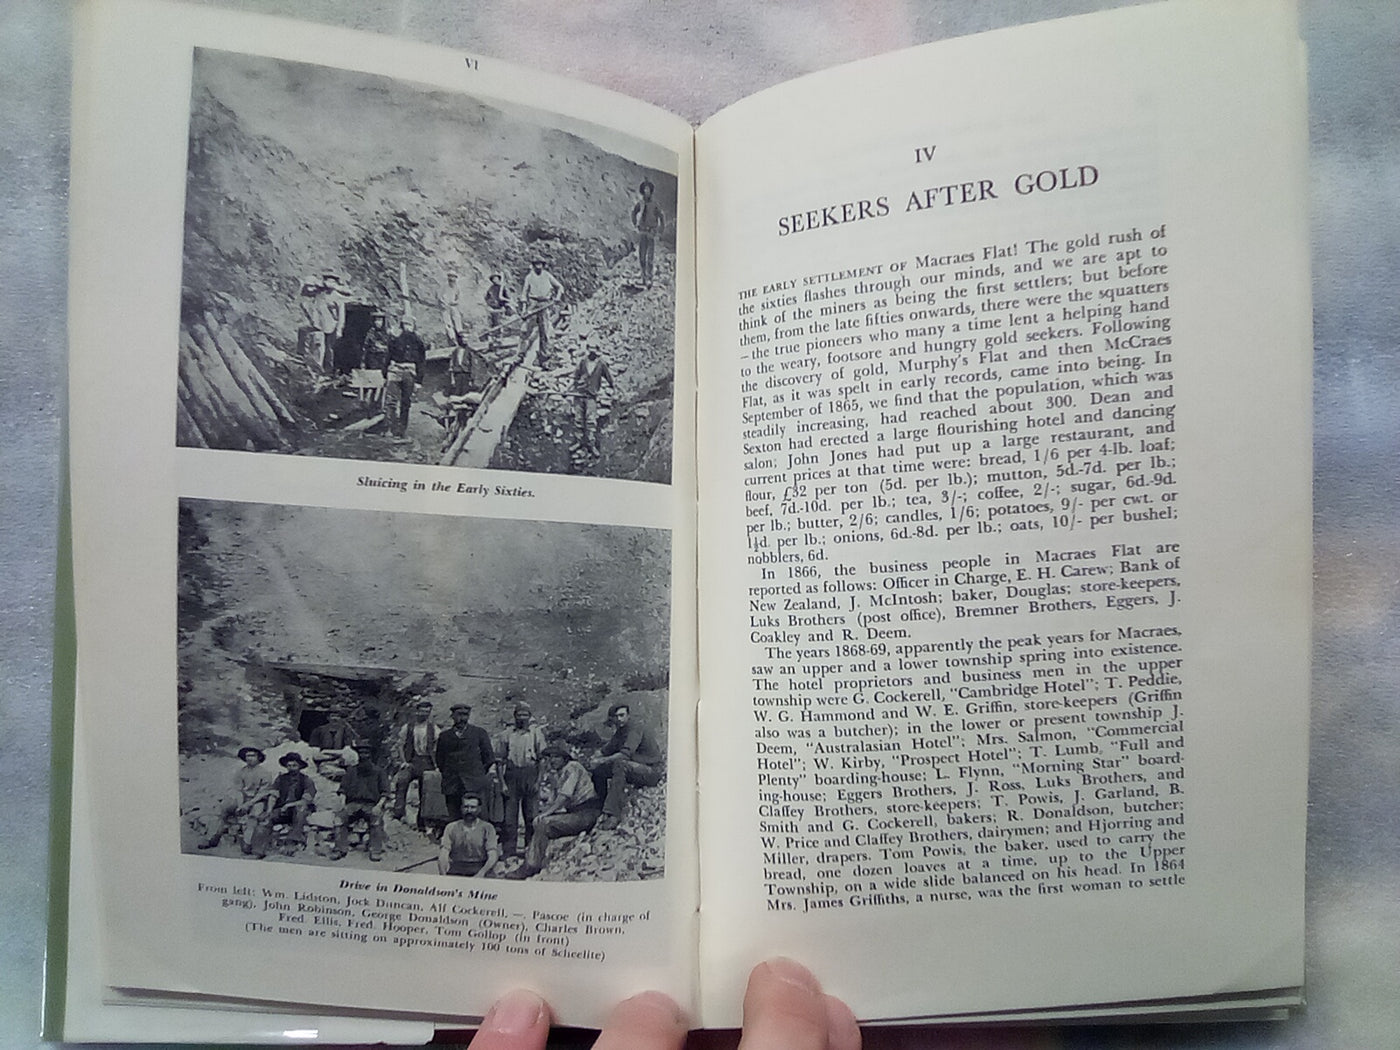 VI
Sluicing in the Early Sixties.
Drive in Donaldson's Mine
From left: Wm. Lidston, Jock Duncan, Alf Cockerell, —. Pascoe (in charge of
gang), John Robinson, George Donaldson (Owner), Charles Brown,
Fred. Ellis, Fred. Hooper, Tom Gollop (in front)
(The men are sitting on approximately 100 tons of Scheelite)
IV
SEEKERS AFTER GOLD
THE EARLY SETTLEMENT OF Macraes Flat! The gold rush of
the sixties flashes through our minds, and we are apt to
think of the miners as being the first settlers; but before
them, from the late fifties onwards, there were the squatters
–the true pioneers who many a time lent a helping hand
to the weary, footsore and hungry gold seekers. Following
the discovery of gold, Murphy's Flat and then McCraes
Flat, as it was spelt in early records, came into being. In
September of 1865, we find that the population, which was
steadily increasing, had reached about 300. Dean and
Sexton had erected a large flourishing hotel and dancing
salon; John Jones had put up a large restaurant, and
current prices at that time were: bread, 1/6 per 4-lb. loaf;
flour, £32 per ton (5d. per lb.); mutton, 5d.-7d. per lb.;
beef, 7d.-10d. per lb.; tea, 3/-; coffee, 2/-; sugar, 6d.-9d.
per lb.; butter, 2/6; candles, 1/6; potatoes, 9/- per cwt. or
1½d. per lb.; onions, 6d.-8d. per lb.; oats, 10/- per bushel;
nobblers, 6d.
In 1866, the business people in Macraes Flat are
reported as follows: Officer in Charge, E. H. Carew; Bank of
New Zealand, J. McIntosh; baker, Douglas; store-keepers,
Luks Brothers (post office), Bremner Brothers, Eggers, J.
Coakley and R. Deem.
The years 1868-69, apparently the peak years for Macraes,
saw an upper and a lower township spring into existence.
The hotel proprietors and business men in the upper
township were G. Cockerell, "Cambridge Hotel"; T. Peddie,
W. G. Hammond and W. E. Griffin, store-keepers (Griffin
also was a butcher); in the lower or present township J.
Deem, "Australasian Hotel"; Mrs. Salmon, "Commercial
Hotel"; W. Kirby, "Prospect Hotel"; T. Lumb, "Full and
Plenty" boarding-house; L. Flynn, "Morning Star" board-
ing-house; Eggers Brothers, J. Ross, Luks Brothers, and
Claffey Brothers, store-keepers; T. Powis, J. Garland, B.
Smith and G. Cockerell, bakers; R. Donaldson, butcher;
W. Price and Claffey Brothers, dairymen; and Hjorring and
Miller, drapers. Tom Powis, the baker, used to carry the
bread, one dozen loaves at a time, up to the Upper
Township, on a wide slide balanced on his head. In 1864
Mrs. James Griffiths, a nurse, was the first woman to settle